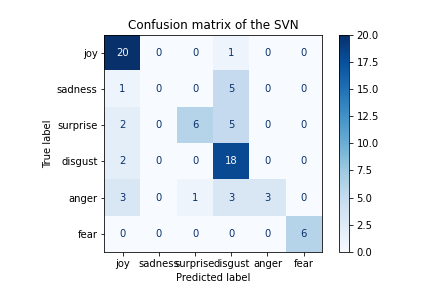 Confusion matrix of the SVN
joy 20 0 0 1 0 0
sadness 1 0 0 5 0 0
surprise 2 0 6 5 0 0
disgust 2 0 0 18 0 0
anger 3 0 1 3 3 0
fear 0 0 0 0 0 6
joy sadness surprise disgust anger fear
True label
Predicted label
20.0
17.5
15.0
12.5
10.0
7.5
5.0
2.5
0.0